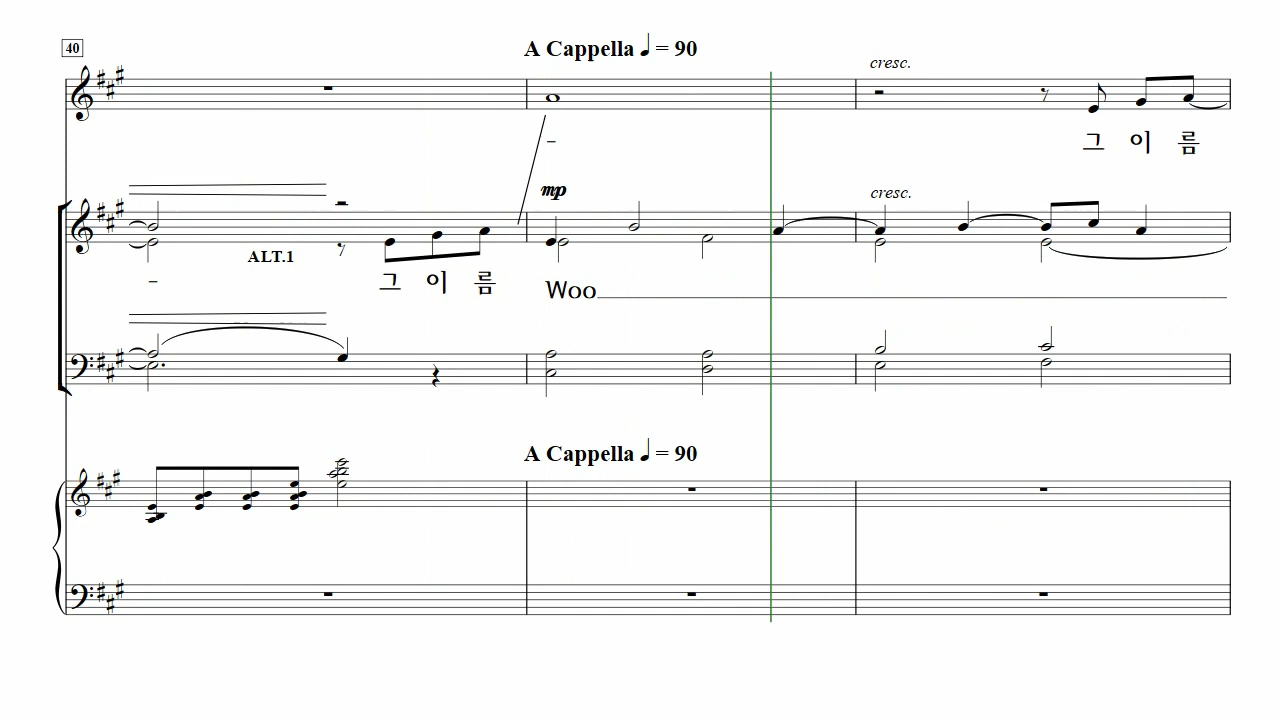 40
A Cappella ♩ = 90
cresc.
- 그 이 름
mp
cresc.
ALT.1
- 그 이 름 Woo
A Cappella ♩ = 90